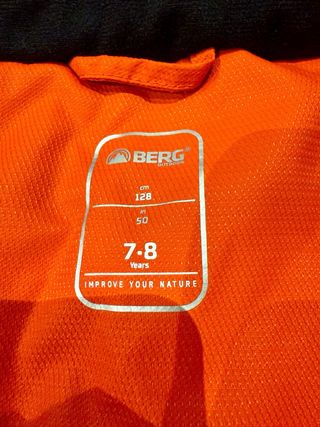 BERG
OUTDOOR
cm
128
in
50
7-8
Years
IMPROVE YOUR NATURE